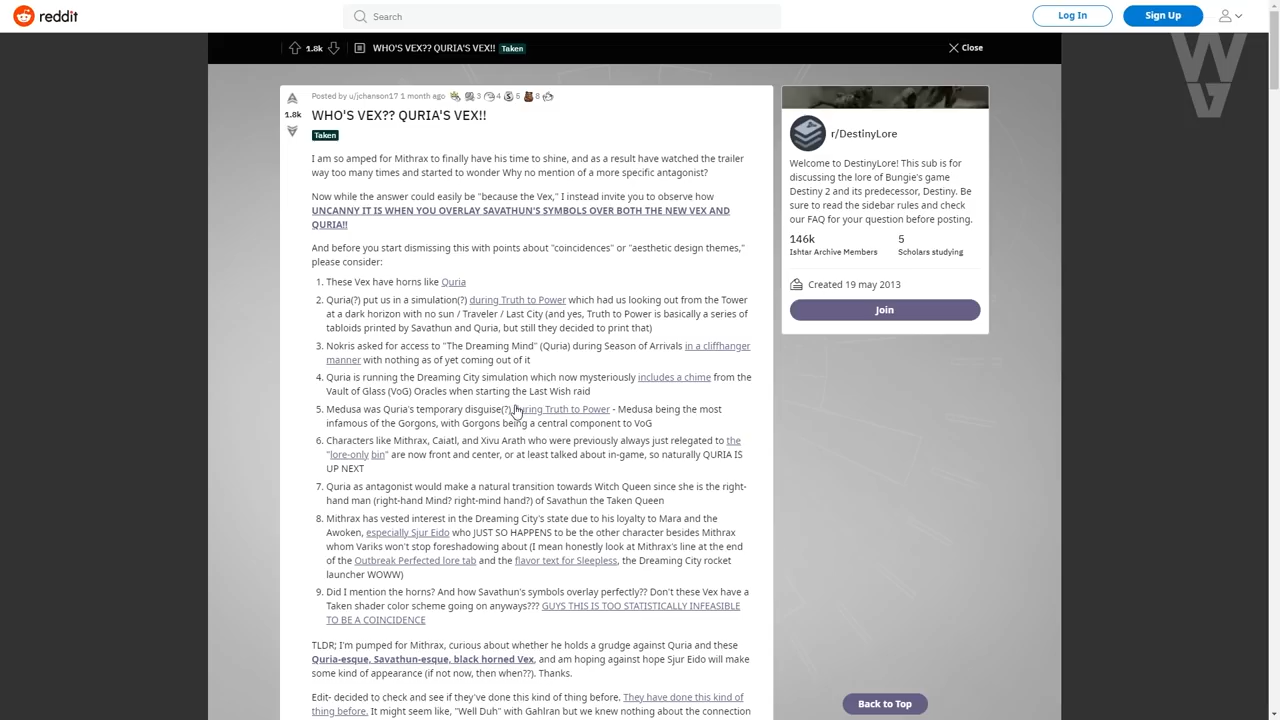 reddit
Search
Log In
Sign Up
1.8k
WHO'S VEX?? QURIA'S VEX!!
Taken
Close
Posted by u/jchanson17 1 month ago
3
4
5
8
1.8k
WHO'S VEX?? QURIA'S VEX!!
Taken
I am so amped for Mithrax to finally have his time to shine, and as a result have watched the trailer
way too many times and started to wonder Why no mention of a more specific antagonist?
Now while the answer could easily be "because the Vex," I instead invite you to observe how
UNCANNY IT IS WHEN YOU OVERLAY SAVATHUN'S SYMBOLS OVER BOTH THE NEW VEX AND
QURIA!!
And before you start dismissing this with points about "coincidences" or "aesthetic design themes,"
please consider:
1. These Vex have horns like Quria
2. Quria(?) put us in a simulation(?) during Truth to Power which had us looking out from the Tower
at a dark horizon with no sun / Traveler / Last City (and yes, Truth to Power is basically a series of
tabloids printed by Savathun and Quria, but still they decided to print that)
3. Nokris asked for access to "The Dreaming Mind" (Quria) during Season of Arrivals in a cliffhanger
manner with nothing as of yet coming out of it
4. Quria is running the Dreaming City simulation which now mysteriously includes a chime from the
Vault of Glass (VoG) Oracles when starting the Last Wish raid
5. Medusa was Quria's temporary disguise(?) during Truth to Power - Medusa being the most
infamous of the Gorgons, with Gorgons being a central component to VoG
6. Characters like Mithrax, Caiatl, and Xivu Arath who were previously always just relegated to the
"lore-only bin" are now front and center, or at least talked about in-game, so naturally QURIA IS
UP NEXT
7. Quria as antagonist would make a natural transition towards Witch Queen since she is the right-
hand man (right-hand Mind? right-mind hand?) of Savathun the Taken Queen
8. Mithrax has vested interest in the Dreaming City's state due to his loyalty to Mara and the
Awoken, especially Sjur Eido who JUST SO HAPPENS to be the other character besides Mithrax
whom Variks won't stop foreshadowing about (I mean honestly look at Mithrax's line at the end
of the Outbreak Perfected lore tab and the flavor text for Sleepless, the Dreaming City rocket
launcher WOWW)
9. Did I mention the horns? And how Savathun's symbols overlay perfectly?? Don't these Vex have a
Taken shader color scheme going on anyways??? GUYS THIS IS TOO STATISTICALLY INFEASIBLE
TO BE A COINCIDENCE
TLDR; I'm pumped for Mithrax, curious about whether he holds a grudge against Quria and these
Quria-esque, Savathun-esque, black horned Vex, and am hoping against hope Sjur Eido will make
some kind of appearance (if not now, then when??). Thanks.
Edit- decided to check and see if they've done this kind of thing before. They have done this kind of
thing before. It might seem like, "Well Duh" with Gahlran but we knew nothing about the connection
r/DestinyLore
Welcome to DestinyLore! This sub is for
discussing the lore of Bungie's game
Destiny 2 and its predecessor, Destiny. Be
sure to read the sidebar rules and check
our FAQ for your question before posting.
146k
5
Ishtar Archive Members
Scholars studying
Created 19 may 2013
Join
Back to Top